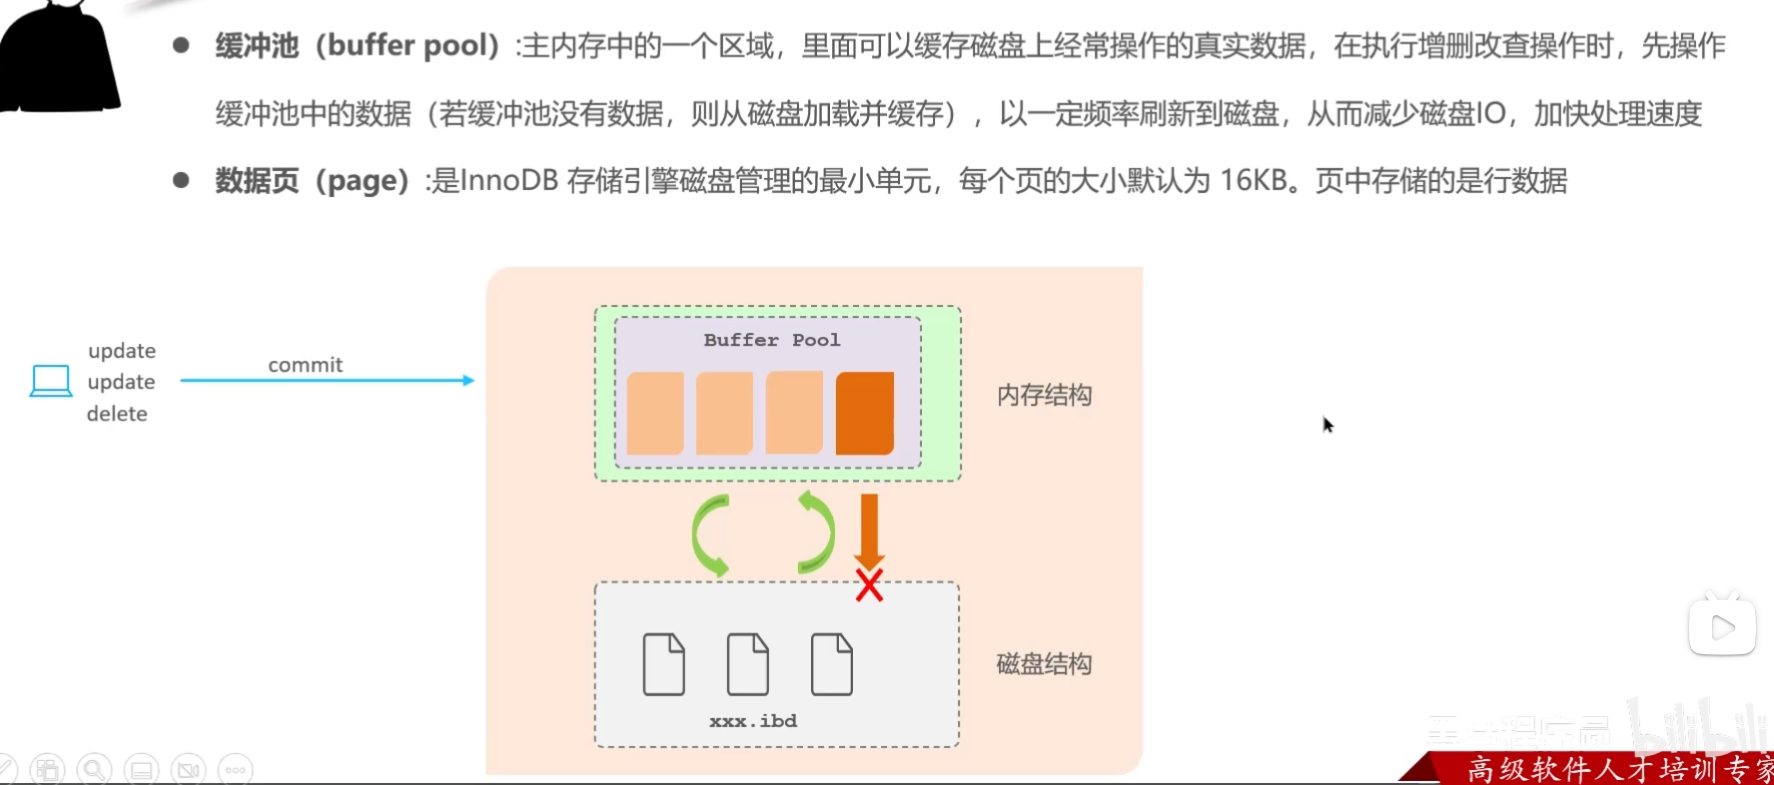 缓冲池（buffer pool）:主内存中的一个区域，里面可以缓存磁盘上经常操作的真实数据，在执行增删改查操作时，先操作
缓冲池中的数据（若缓冲池没有数据，则从磁盘加载并缓存），以一定频率刷新到磁盘，从而减少磁盘IO，加快处理速度
数据页（page）:是InnoDB 存储引擎磁盘管理的最小单元，每个页的大小默认为 16KB。页中存储的是行数据
update
update
delete
commit
Buffer Pool
内存结构
磁盘结构
xxx.ibd
黑马程序员
bilibili
高级软件人才培训专家